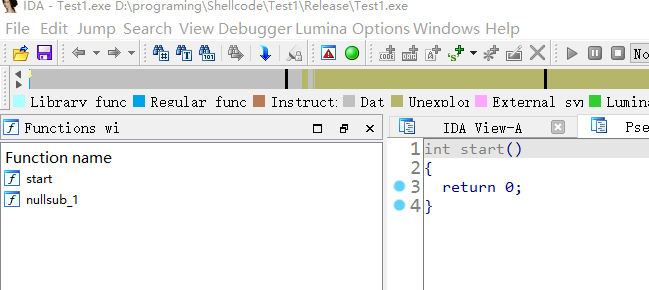 IDA - Test1.exe D:\programing\Shellcode\Test1\Release\Test1.exe
File Edit Jump Search View Debugger Lumina Options Windows Help
No
Library func Regular func Instruct: Dat Unexplo External sy Lumina
Functions wi
IDA View-A Pse
Function name
f start
f nullsub_1
1 int start()
2 {
3 return 0;
4 }